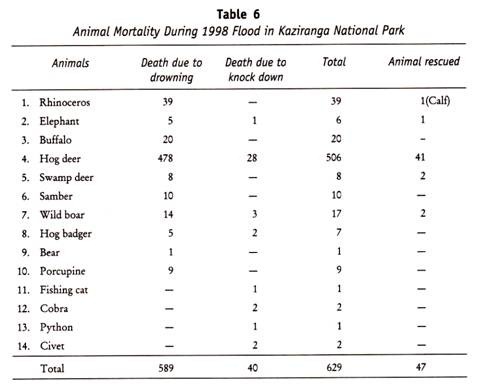 Table 6
Animal Mortality During 1998 Flood in Kaziranga National Park
Animals Death due to drowning Death due to knock down Total Animal rescued
1. Rhinoceros 39 — 39 1(Calf)
2. Elephant 5 1 6 1
3. Buffalo 20 — 20 -
4. Hog deer 478 28 506 41
5. Swamp deer 8 — 8 2
6. Samber 10 — 10 —
7. Wild boar 14 3 17 2
8. Hog badger 5 2 7 —
9. Bear 1 — 1 —
10. Porcupine 9 — 9 —
11. Fishing cat — 1 1 —
12. Cobra — 2 2 —
13. Python — 1 1 —
14. Civet — 2 2 —
Total 589 40 629 47